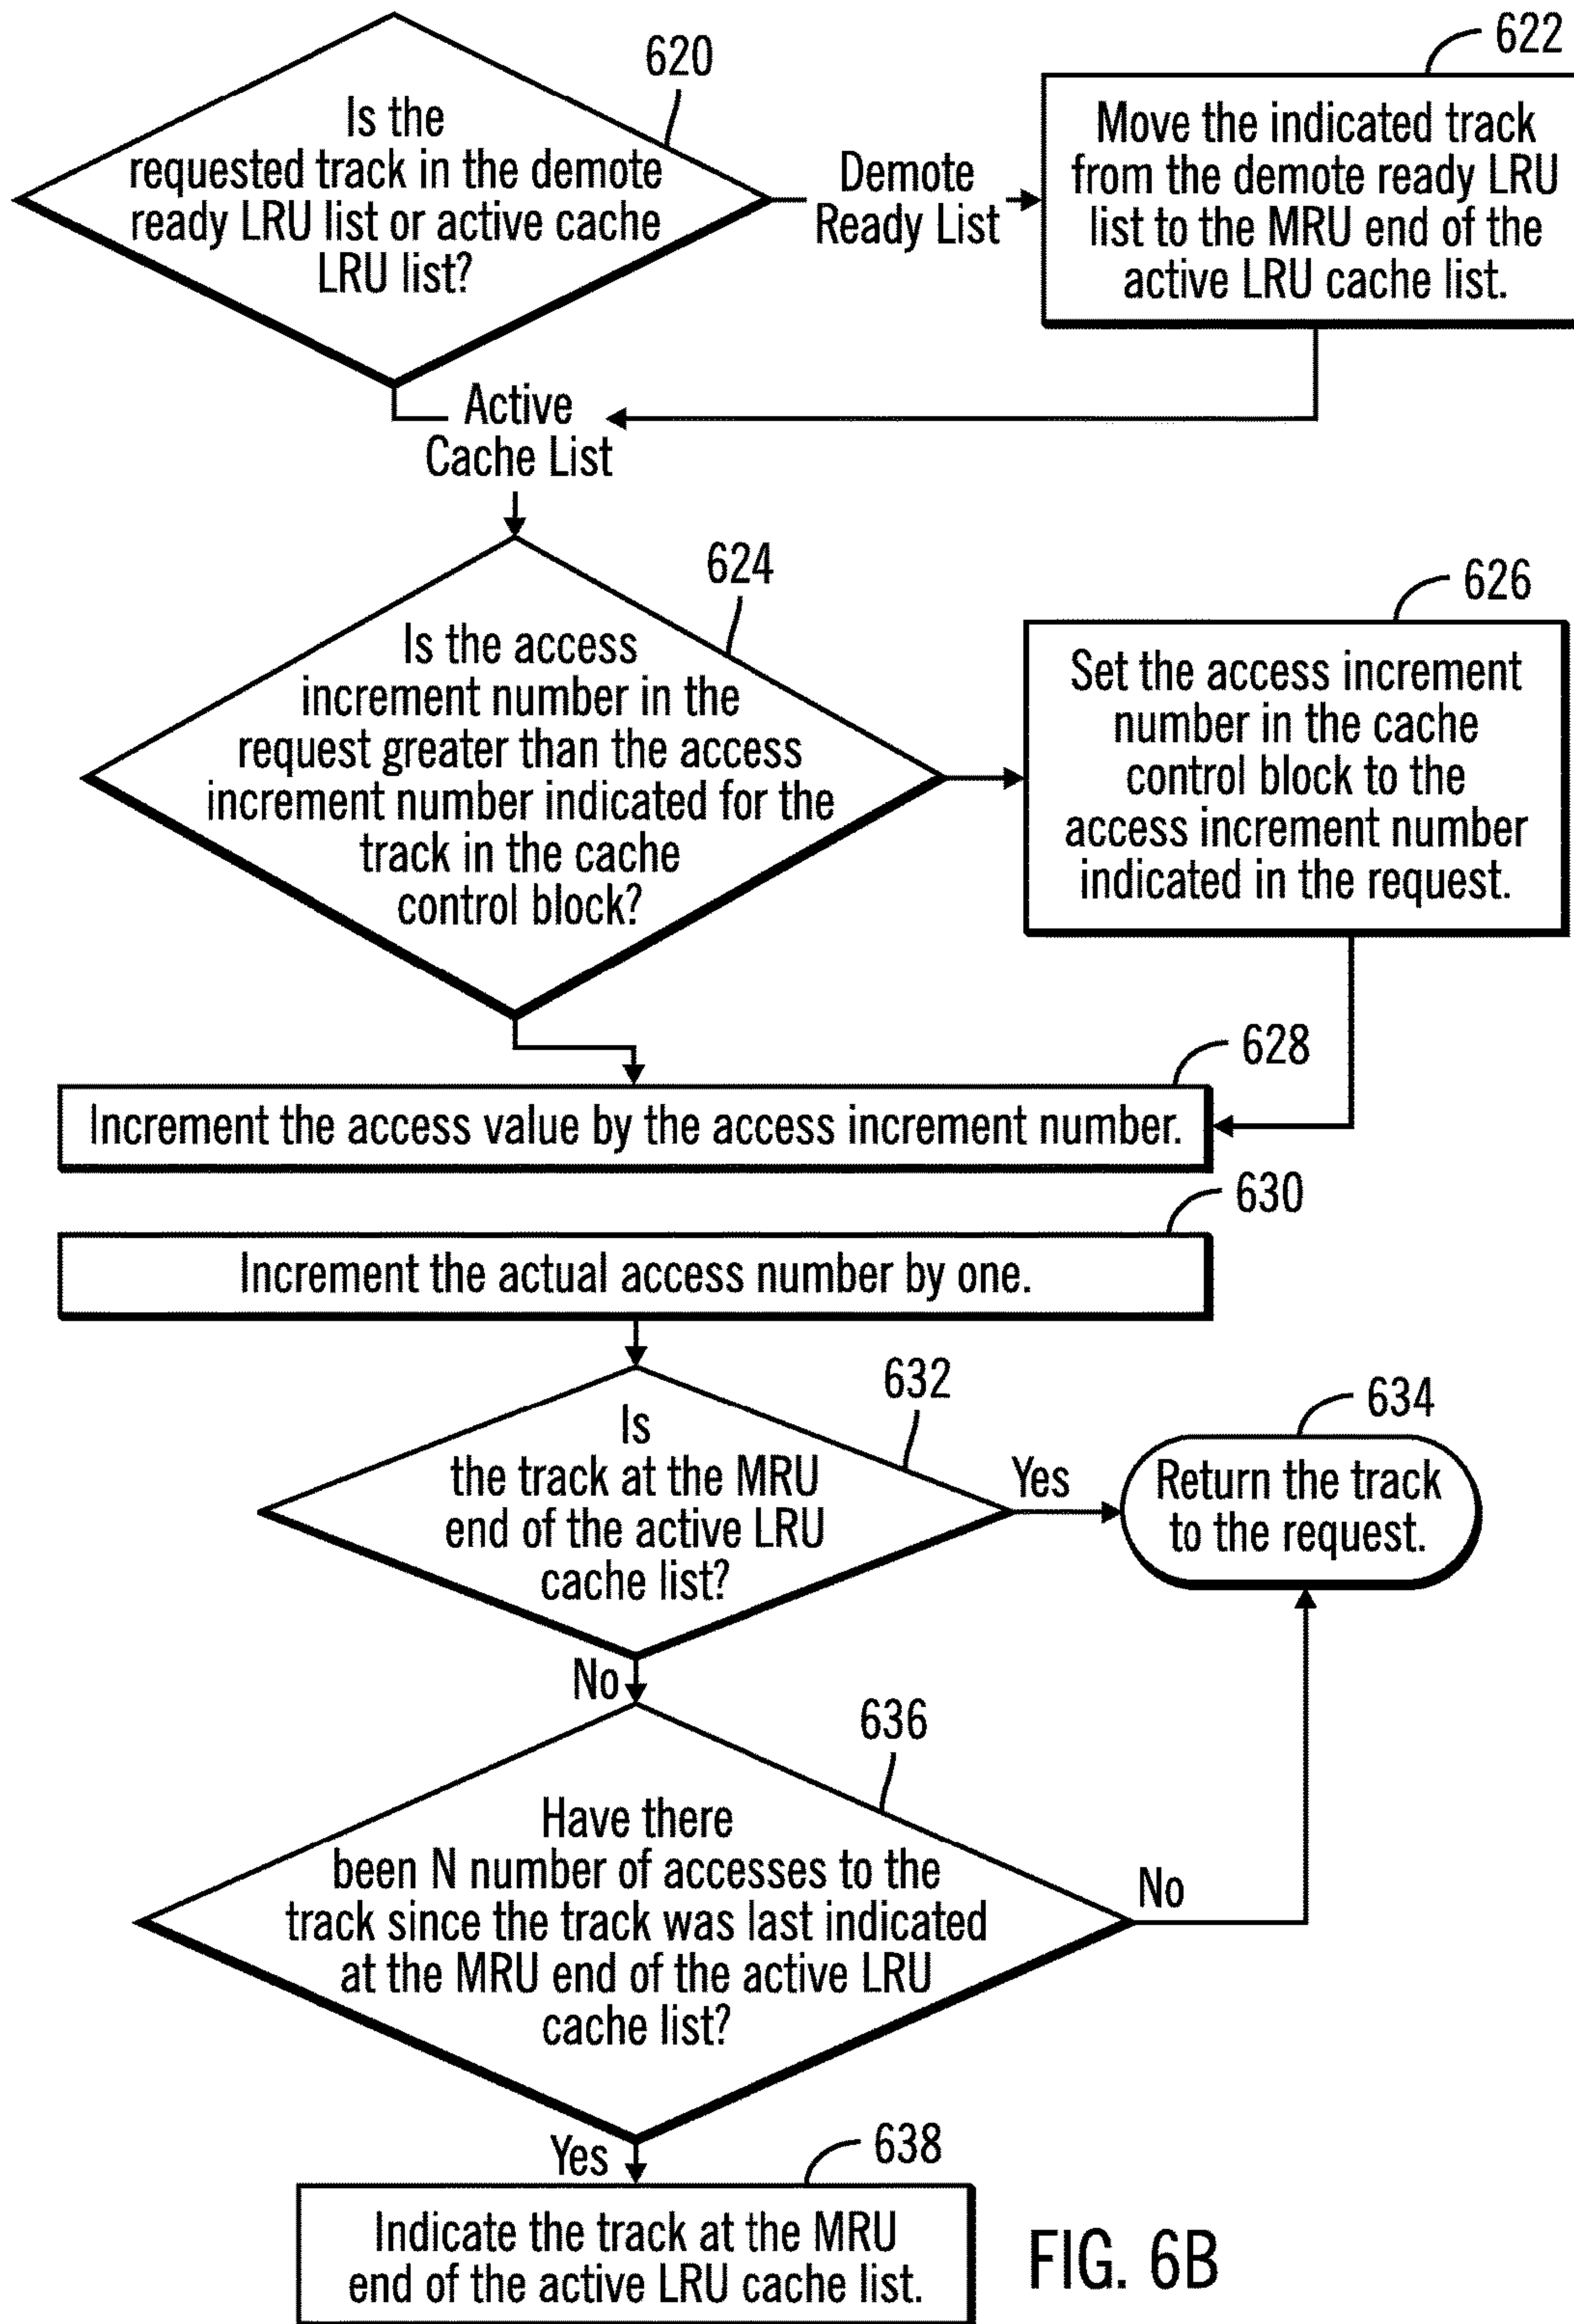 620
Is the
requested track in the demote
ready LRU list or active cache
LRU list?
Demote
Ready List
622
Move the indicated track
from the demote ready LRU
list to the MRU end of the
active LRU cache list.
Active
Cache List
624
Is the access
increment number in the
request greater than the access
increment number indicated for the
track in the cache
control block?
626
Set the access increment
number in the cache
control block to the
access increment number
indicated in the request.
628
Increment the access value by the access increment number.
630
Increment the actual access number by one.
632
Is
the track at the MRU
end of the active LRU
cache list?
Yes
634
Return the track
to the request.
No
636
Have there
been N number of accesses to the
track since the track was last indicated
at the MRU end of the active LRU
cache list?
No
Yes
638
Indicate the track at the MRU
end of the active LRU cache list.
FIG. 6B